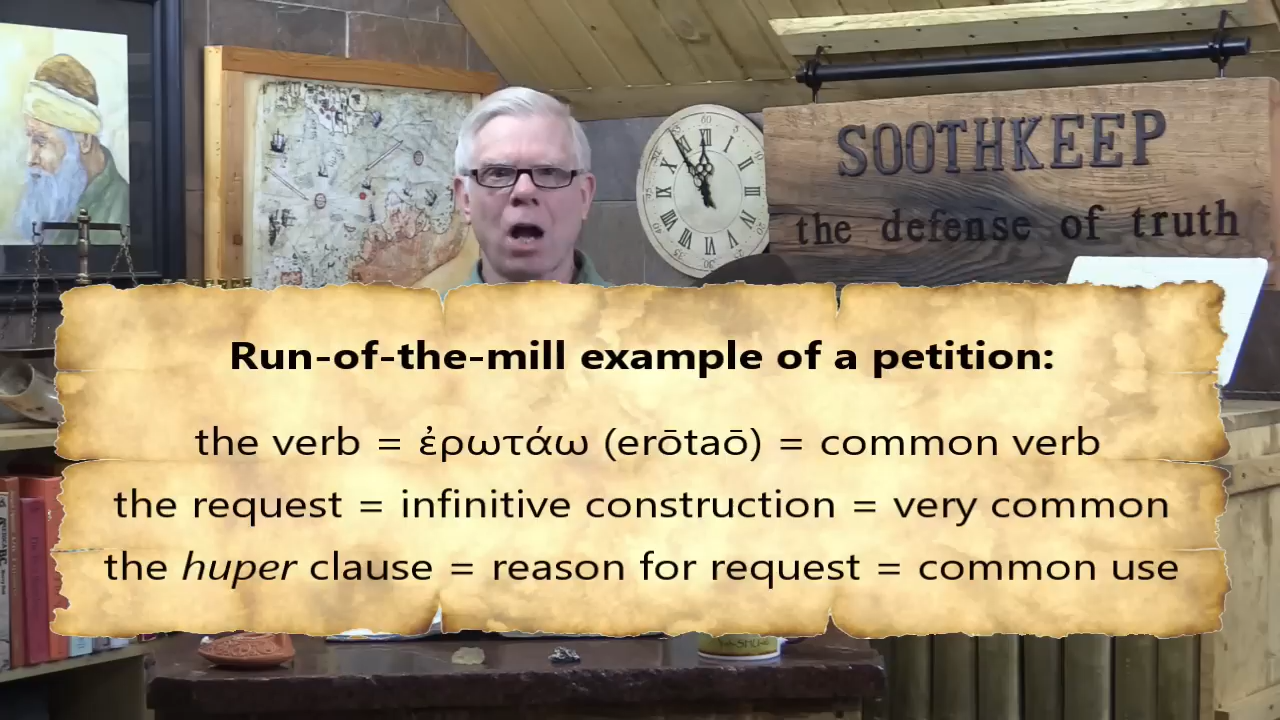 SOOTHKEEP
the defense of truth
Run-of-the-mill example of a petition:
the verb = ἐρωτάω (erōtaō) = common verb
the request = infinitive construction = very common
the huper clause = reason for request = common use